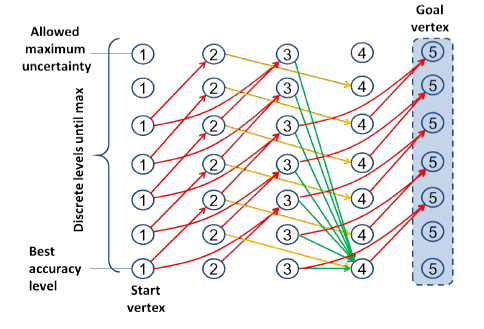 Goal
vertex
Allowed
maximum
uncertainty
1 2 3 4 5
1 2 3 4 5
1 2 3 4 5
1 2 3 4 5
1 2 3 4 5
1 2 3 4 5
1 2 3 4 5
Discrete levels until max
Best
accuracy
level
Start
vertex